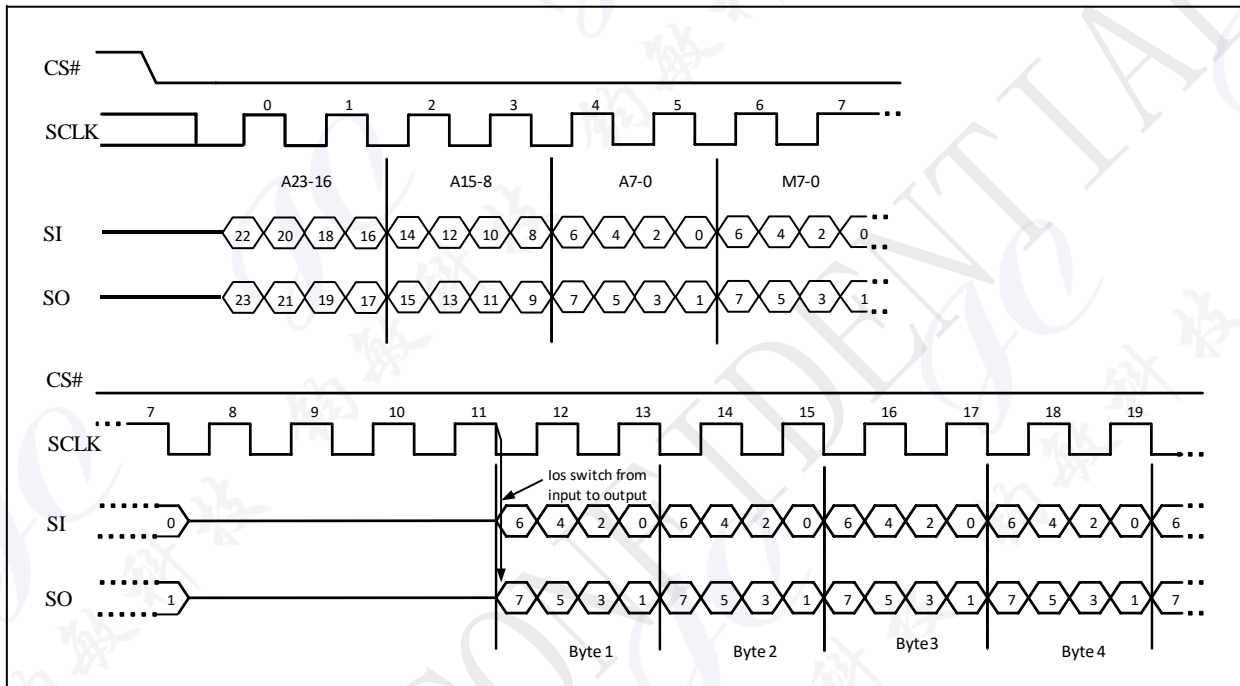 CS#
0 1 2 3 4 5 6 7
SCLK
A23-16 A15-8 A7-0 M7-0
SI 22 20 18 16 14 12 10 8 6 4 2 0 6 4 2 0
SO 23 21 19 17 15 13 11 9 7 5 3 1 7 5 3 1
CS#
7 8 9 10 11 12 13 14 15 16 17 18 19
SCLK
Ios switch from
input to output
SI 0 6 4 2 0 6 4 2 0 6 4 2 0 6 4 2 0 6
SO 1 7 5 3 1 7 5 3 1 7 5 3 1 7 5 3 1 7
Byte 1 Byte 2 Byte3 Byte 4
CONFIDENTIAL